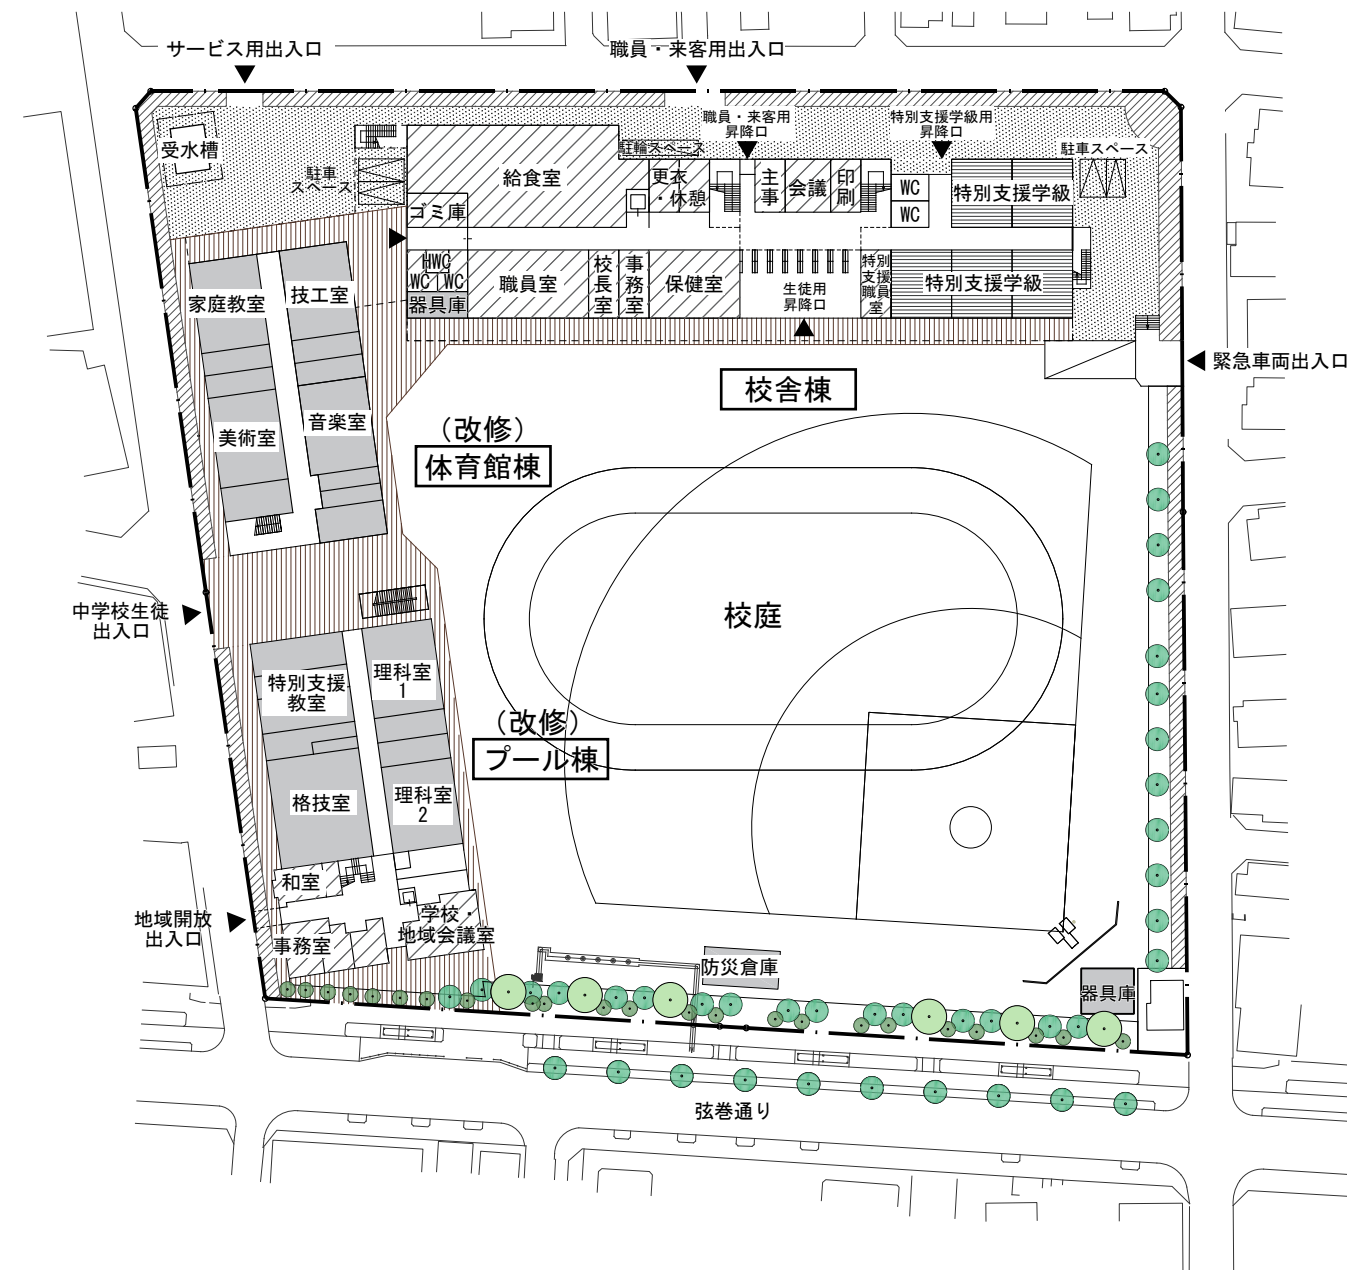 サービス用出入口
職員・来客用出入口
職員・来客用
昇降口
特別支援学級用
昇降口
駐輪スペース
駐車スペース
受水槽
駐車
スペース
給食室
更衣
・休憩
主
事
会議
印
刷
WC
WC
特別支援学級
ゴミ庫
HWC
WC
WC
器具庫
職員室
校
長
室
事
務
室
保健室
生徒用
昇降口
特別
支援
職員
室
特別支援学級
緊急車両出入口
家庭教室
技工室
美術室
音楽室
校舎棟
(改修)
体育館棟
校庭
中学校生徒
出入口
特別支援
教室
理科室
1
(改修)
プール棟
格技室
理科室
2
和室
地域開放
出入口
事務室
学校・
地域会議室
防災倉庫
器具庫
弦巻通り